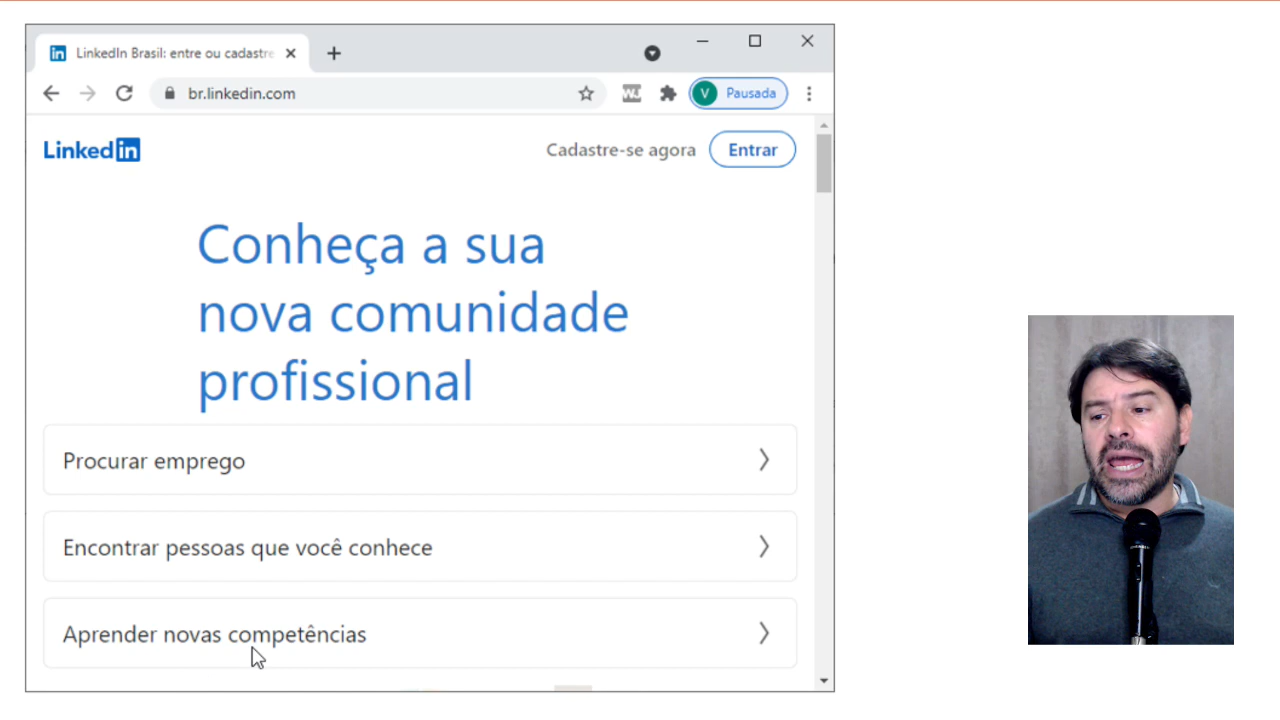 in LinkedIn Brasil: entre ou cadastre
br.linkedin.com
V Pausada
Linkedin
Cadastre-se agora
Entrar
Conheça a sua
nova comunidade
profissional
Procurar emprego
Encontrar pessoas que você conhece
Aprender novas competências